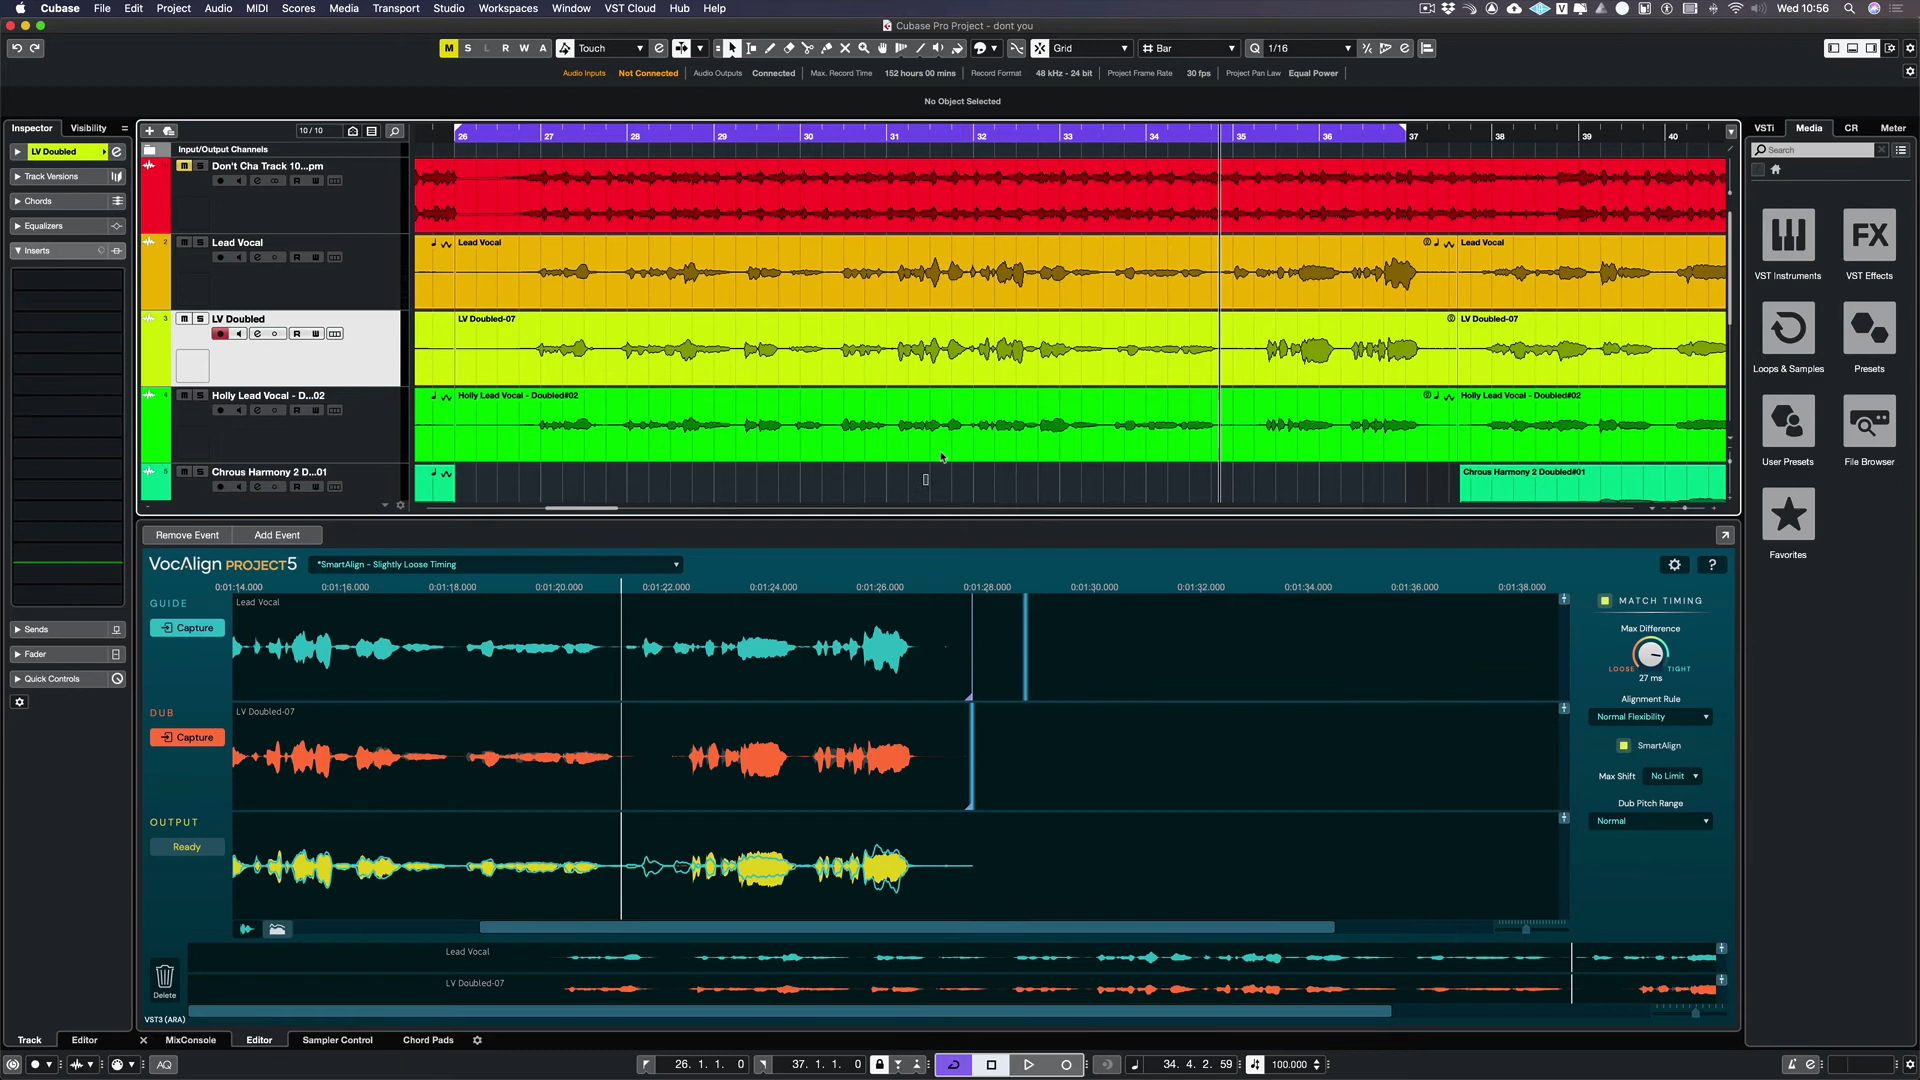 Cubase File Edit Project Audio MIDI Scores Media Transport Studio Workspaces Window VST Cloud Hub Help Wed 10:56
Cubase Pro Project - dont you
M S L R W A Touch Grid Bar Q 1/16
Audio Inputs Not Connected Audio Outputs Connected Max. Record Time 152 hours 00 mins Record Format 48 kHz - 24 bit Project Frame Rate 30 fps Project Pan Law Equal Power
No Object Selected
Inspector Visibility 10 / 10 26 27 28 29 30 31 32 33 34 35 36 37 38 39 40 VSTi Media CR Meter
LV Doubled Input/Output Channels Search
Track Versions Don't Cha Track 10...pm
Chords
Equalizers
Inserts
Lead Vocal Lead Vocal Lead Vocal
VST Instruments VST Effects
LV Doubled LV Doubled-07 LV Doubled-07
Loops & Samples Presets
Holly Lead Vocal - D...02 Holly Lead Vocal - Doubled#02 Holly Lead Vocal - Doubled#02
User Presets File Browser
Chrous Harmony 2 D...01 Chrous Harmony 2 Doubled#01
Favorites
Remove Event Add Event
VocAlign PROJECT5 *SmartAlign - Slightly Loose Timing ?
0:01:14.000 0:01:16.000 0:01:18.000 0:01:20.000 0:01:22.000 0:01:24.000 0:01:26.000 0:01:28.000 0:01:30.000 0:01:32.000 0:01:34.000 0:01:36.000 0:01:38.000
GUIDE Lead Vocal MATCH TIMING
Capture Max Difference
LOOSE TIGHT
27 ms
Sends
Fader
Quick Controls
Alignment Rule
DUB LV Doubled-07 Normal Flexibility
Capture SmartAlign
Max Shift No Limit
Dub Pitch Range
OUTPUT Normal
Ready
Lead Vocal
LV Doubled-07
Delete
VST3 (ARA)
Track Editor MixConsole Editor Sampler Control Chord Pads
AQ 26. 1. 1. 0 37. 1. 1. 0 34. 4. 2. 59 100.000